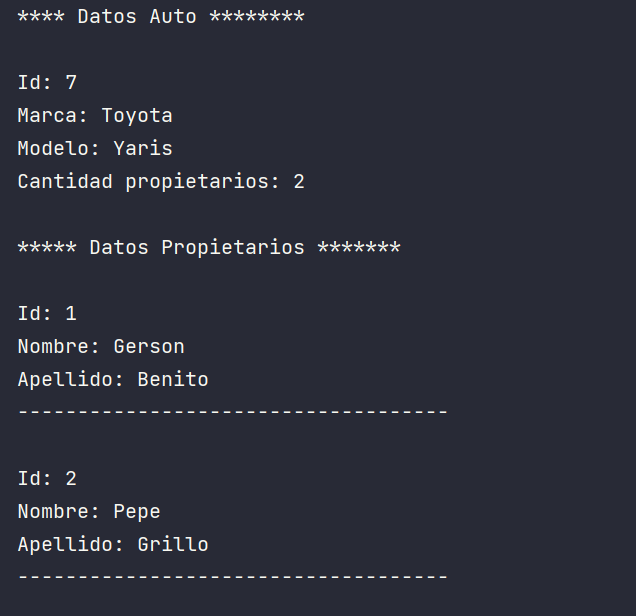 **** Datos Auto ********
Id: 7
Marca: Toyota
Modelo: Yaris
Cantidad propietarios: 2
***** Datos Propietarios *******
Id: 1
Nombre: Gerson
Apellido: Benito
------------------------------------
Id: 2
Nombre: Pepe
Apellido: Grillo
------------------------------------